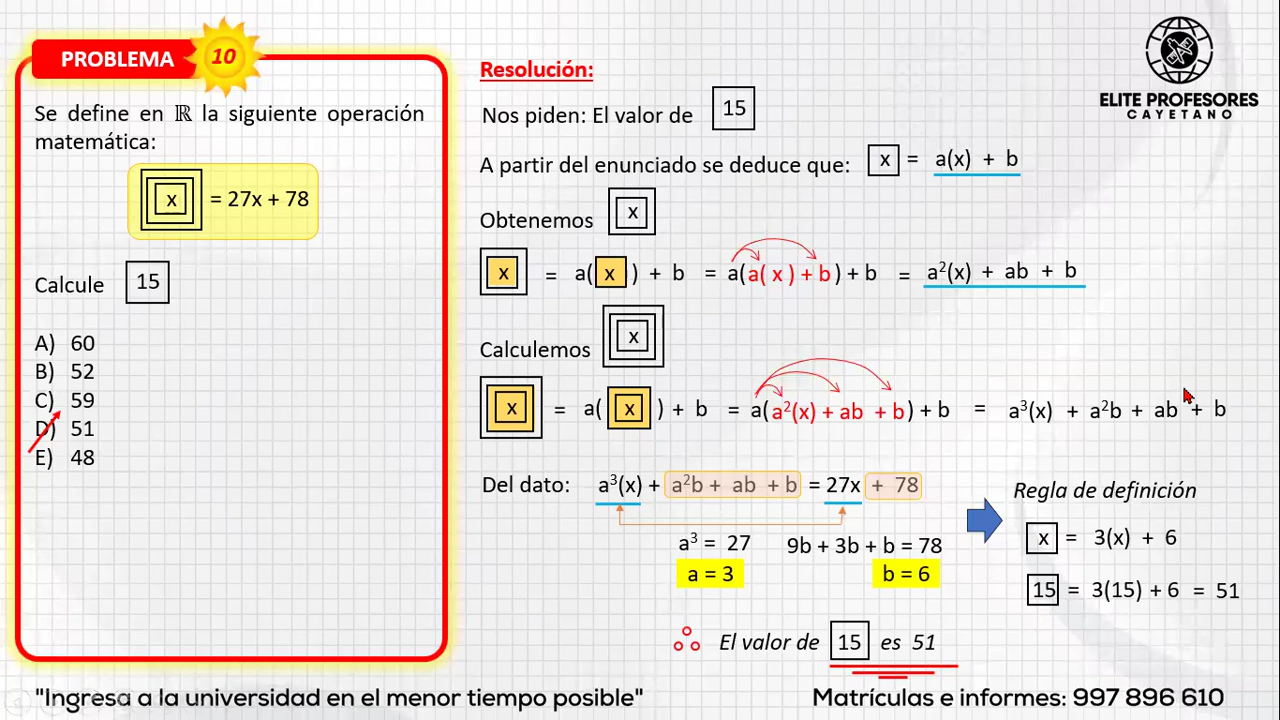 PROBLEMA 10
Se define en ℝ la siguiente operación
matemática:
x = 27x + 78
Calcule 15
A) 60
B) 52
C) 59
D) 51
E) 48
Resolución:
Nos piden: El valor de 15
A partir del enunciado se deduce que: x = a(x) + b
Obtenemos x
x = a( x ) + b = a(a( x ) + b) + b = a²(x) + ab + b
Calculemos x
x = a( x ) + b = a(a²(x) + ab + b) + b = a³(x) + a²b + ab + b
Del dato: a³(x) + a²b + ab + b = 27x + 78
a³ = 27 9b + 3b + b = 78
a = 3 b = 6
Regla de definición
x = 3(x) + 6
15 = 3(15) + 6 = 51
∴ El valor de 15 es 51
ELITE PROFESORES
CAYETANO
"Ingresa a la universidad en el menor tiempo posible"
Matrículas e informes: 997 896 610